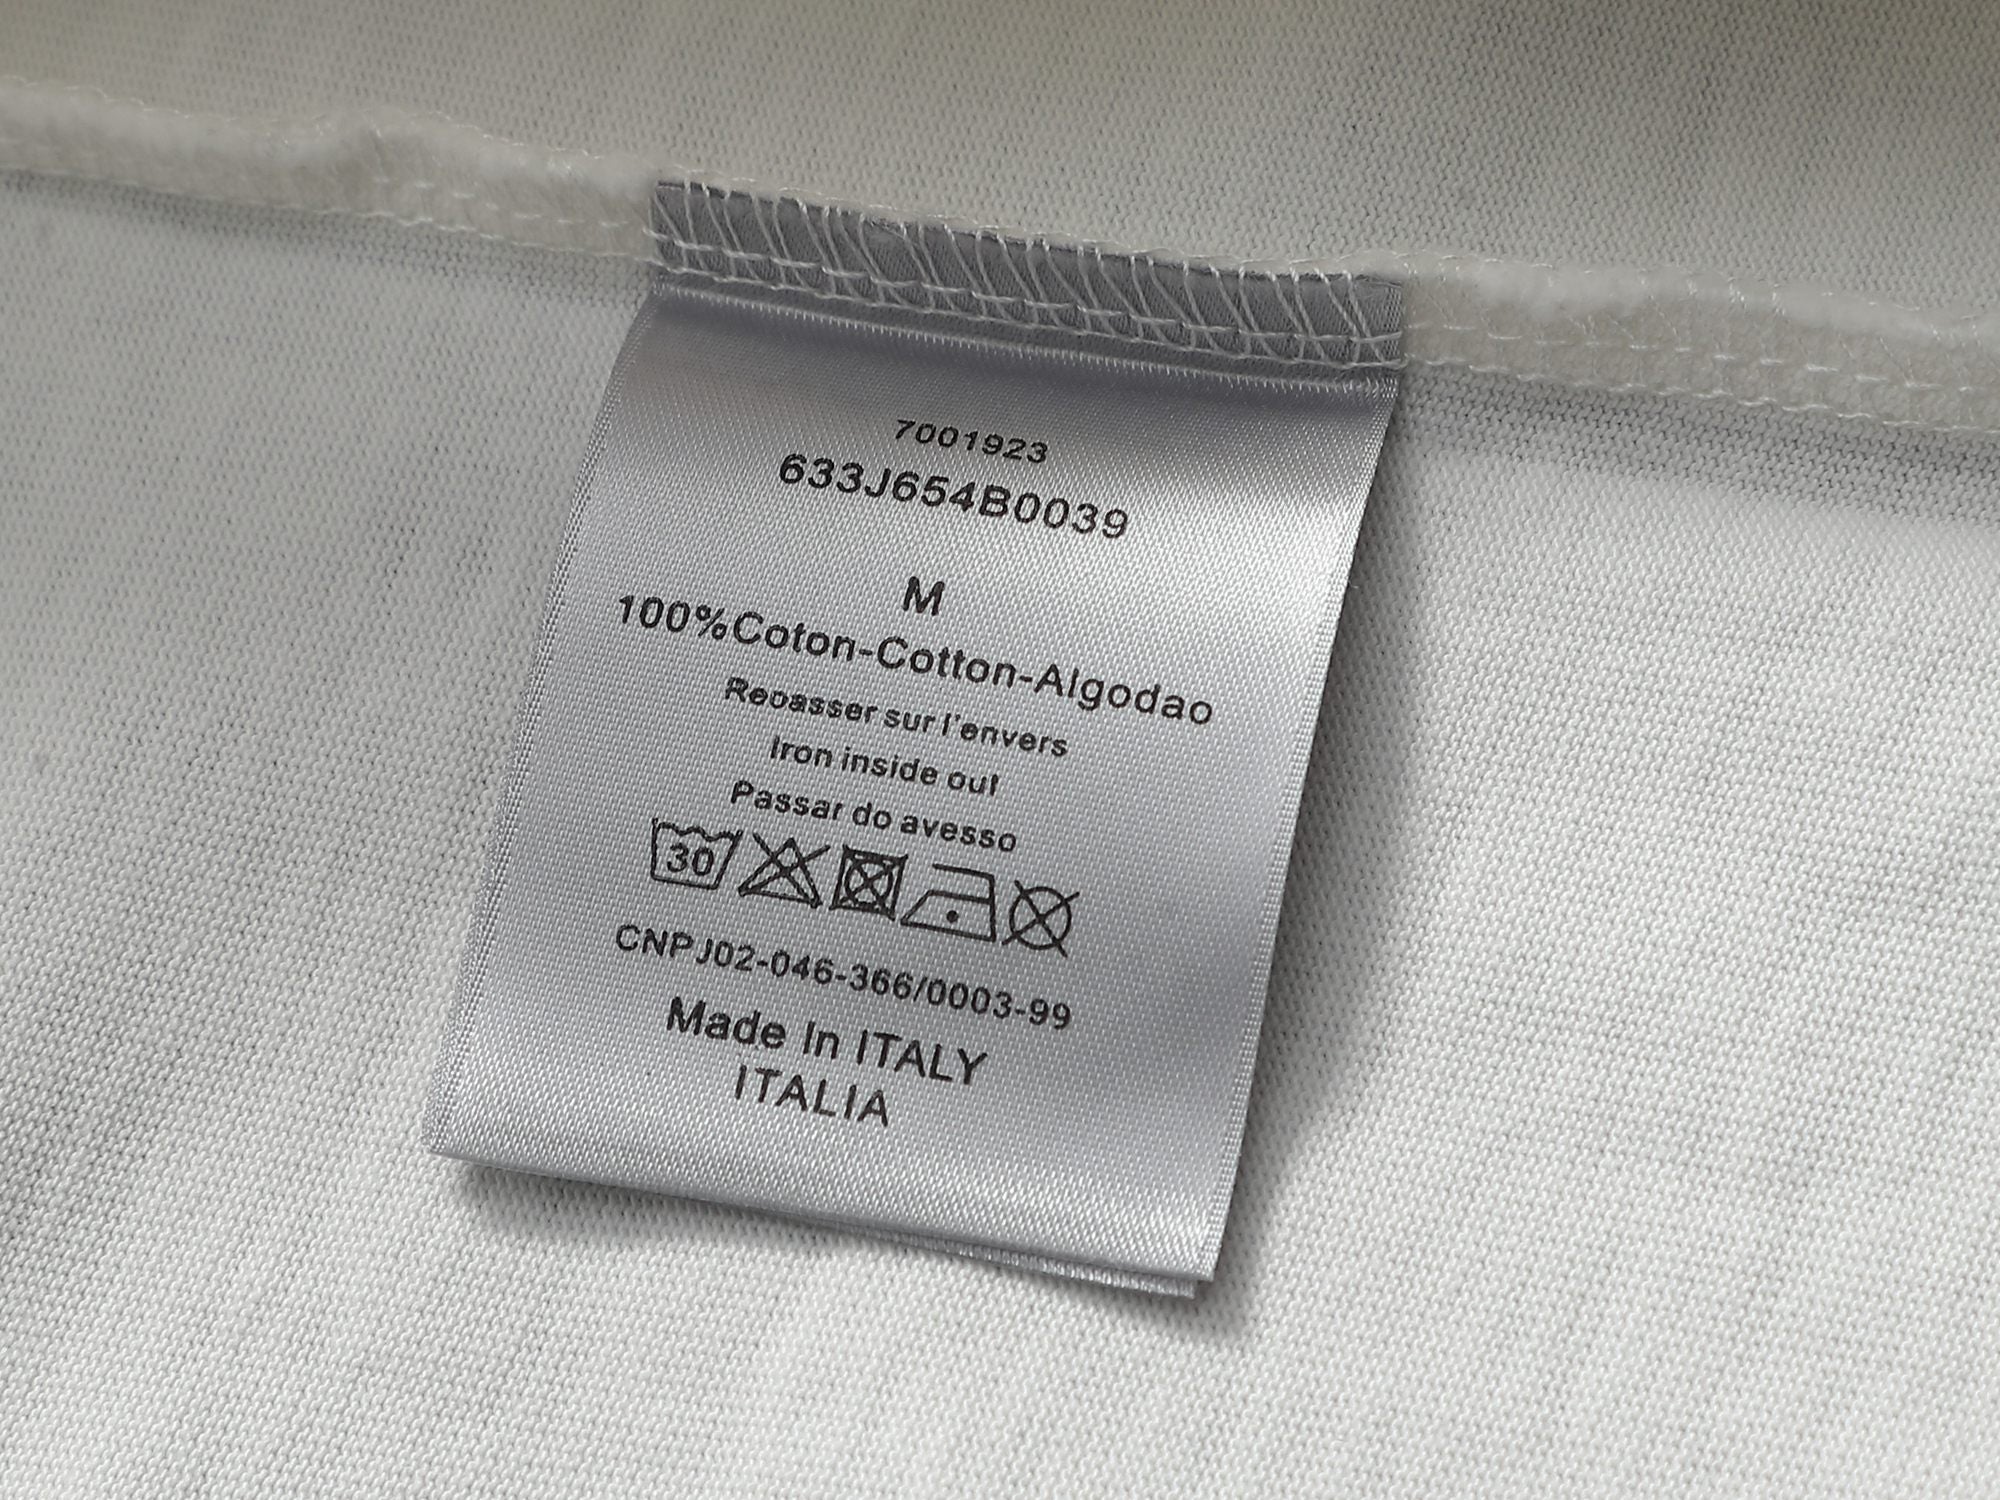 7001923
633J654B0039
M
100%Coton-Cotton-Algodao
Reoasser sur l'envers
Iron inside out
Passar do avesso
30
CNPJ02-046-366/0003-99
Made In ITALY
ITALIA